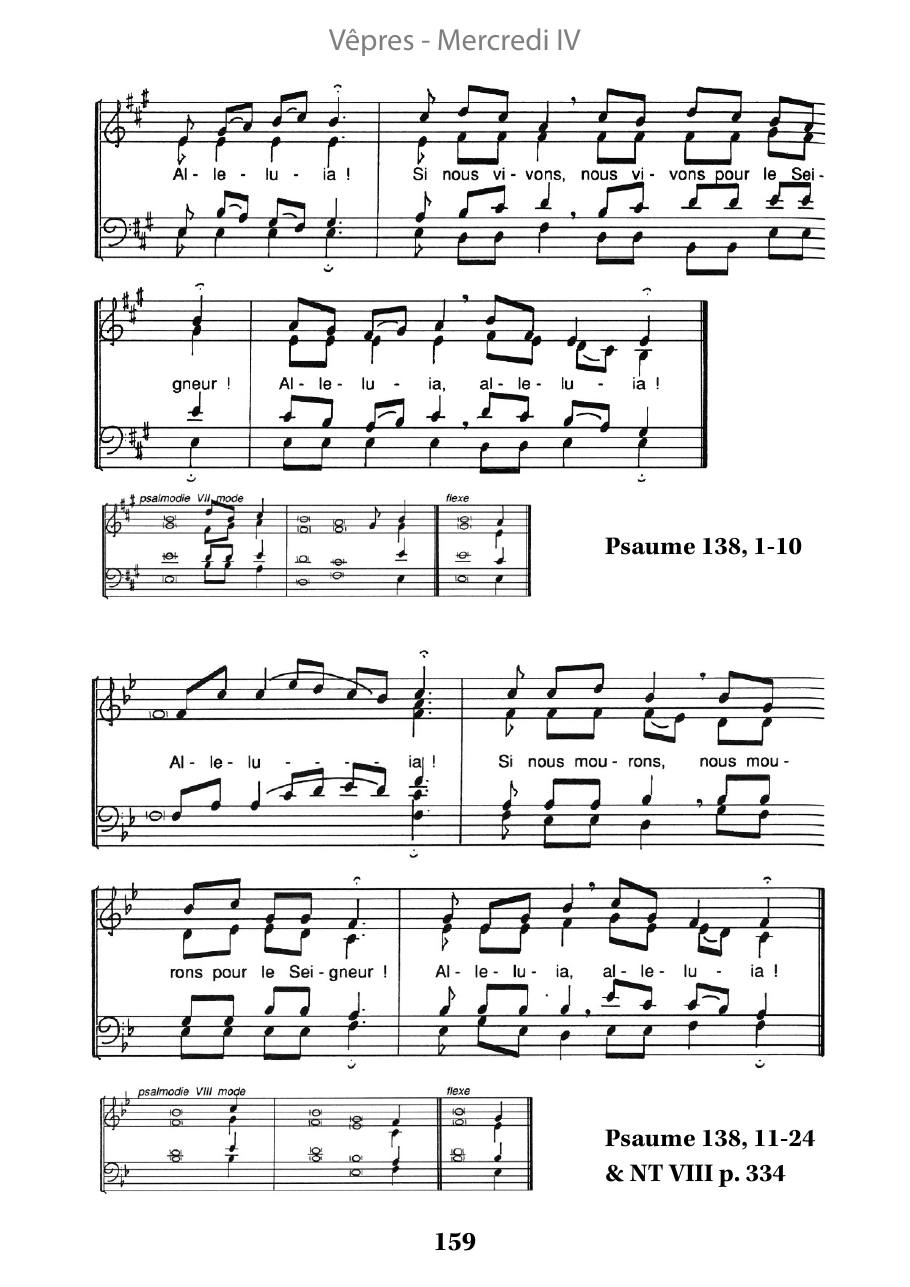 Vêpres - Mercredi IV
Al - le - lu - ia ! Si nous vi - vons, nous vi - vons pour le Sei -
gneur ! Al - le - lu - ia, al - le - lu - ia !
psalmodie VII mode flexe
Psaume 138, 1-10
Al - le - lu - - - - ia ! Si nous mou - rons, nous mou -
rons pour le Sei - gneur ! Al - le - lu - ia, al - le - lu - ia !
psalmodie VIII mode flexe
Psaume 138, 11-24
& NT VIII p. 334
159